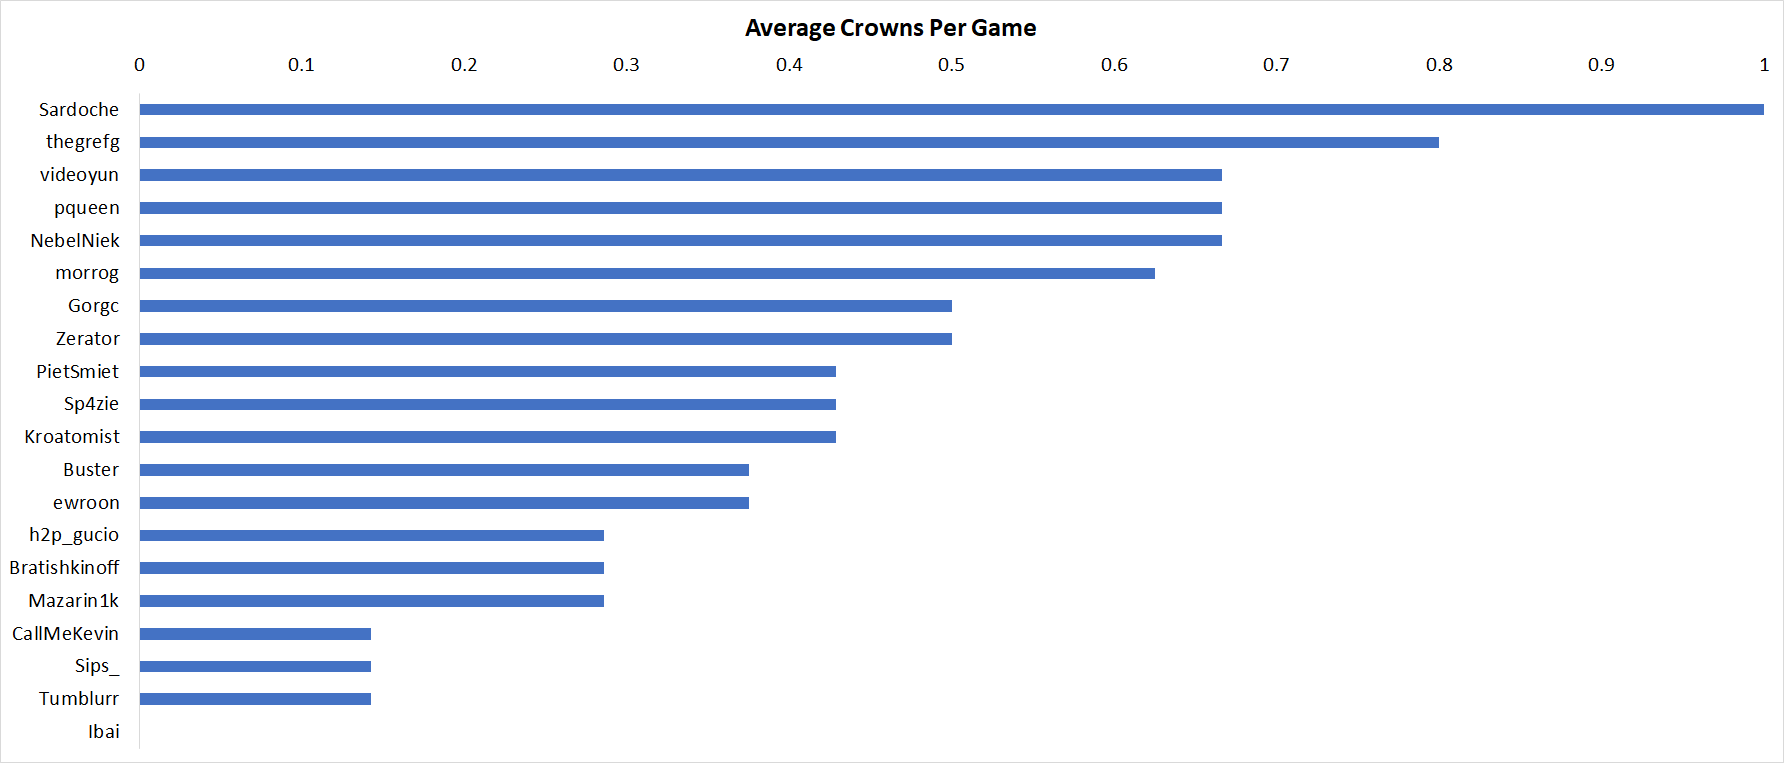 Average Crowns Per Game
0 0.1 0.2 0.3 0.4 0.5 0.6 0.7 0.8 0.9 1
Sardoche
thegrefg
videoyun
pqueen
NebelNiek
morrog
Gorgc
Zerator
PietSmiet
Sp4zie
Kroatomist
Buster
ewroon
h2p_gucio
Bratishkinoff
Mazarin1k
CallMeKevin
Sips_
Tumblurr
Ibai